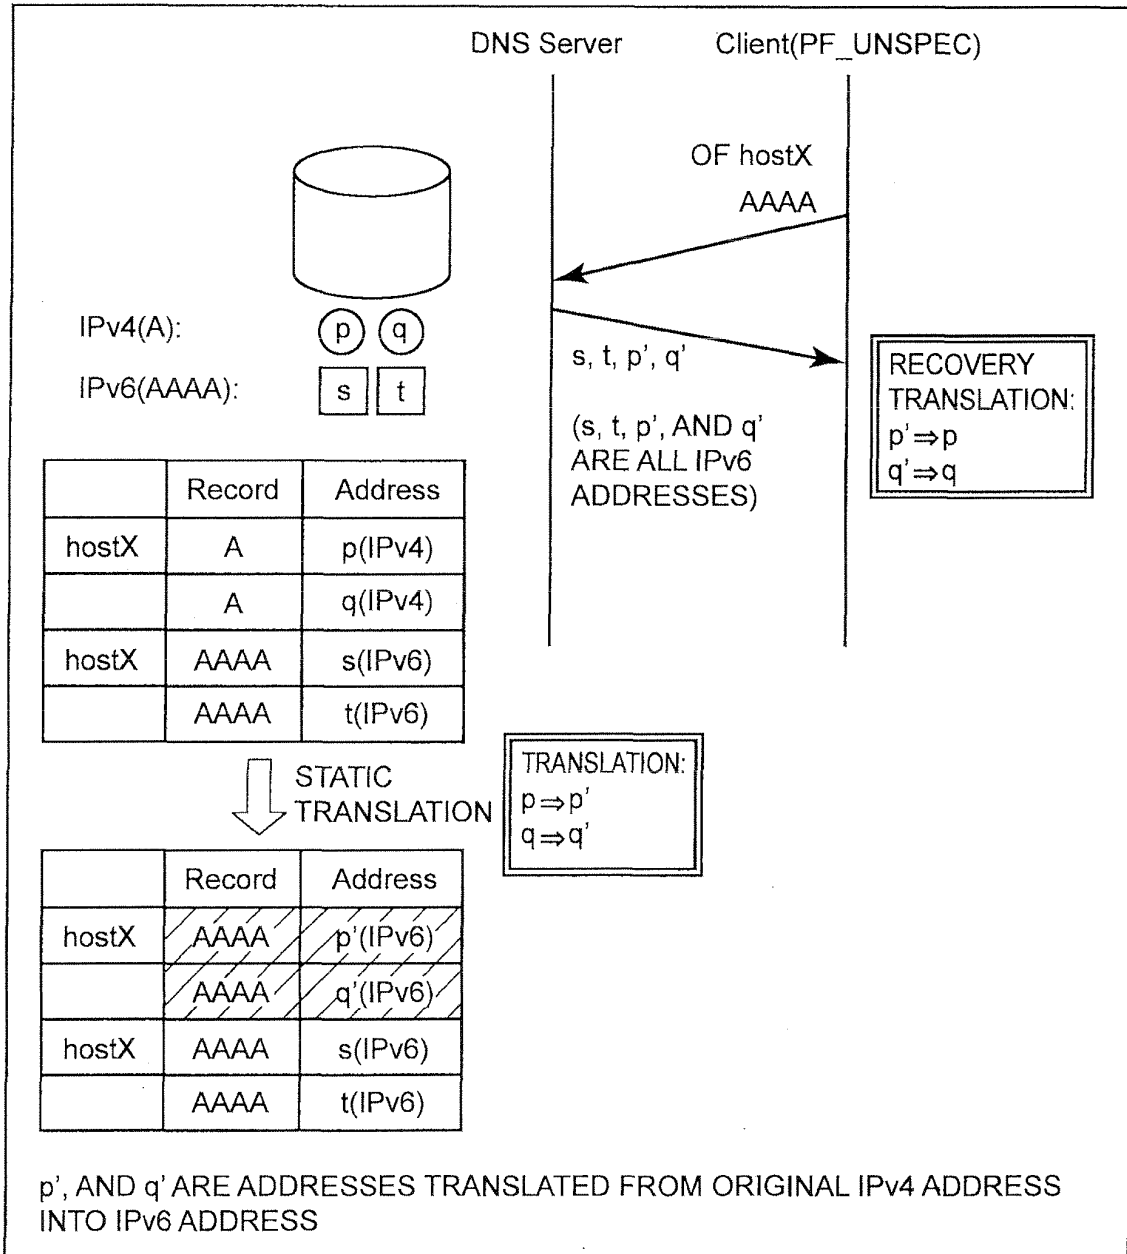 DNS Server Client(PF_UNSPEC)
OF hostX
AAAA
IPv4(A): p q
IPv6(AAAA): s t
s, t, p', q'
(s, t, p', AND q'
ARE ALL IPv6
ADDRESSES)
RECOVERY
TRANSLATION:
p'⇒p
q'⇒q
Record Address
hostX A p(IPv4)
A q(IPv4)
hostX AAAA s(IPv6)
AAAA t(IPv6)
STATIC
TRANSLATION
TRANSLATION:
p⇒p'
q⇒q'
Record Address
hostX AAAA p'(IPv6)
AAAA q'(IPv6)
hostX AAAA s(IPv6)
AAAA t(IPv6)
p', AND q' ARE ADDRESSES TRANSLATED FROM ORIGINAL IPv4 ADDRESS
INTO IPv6 ADDRESS